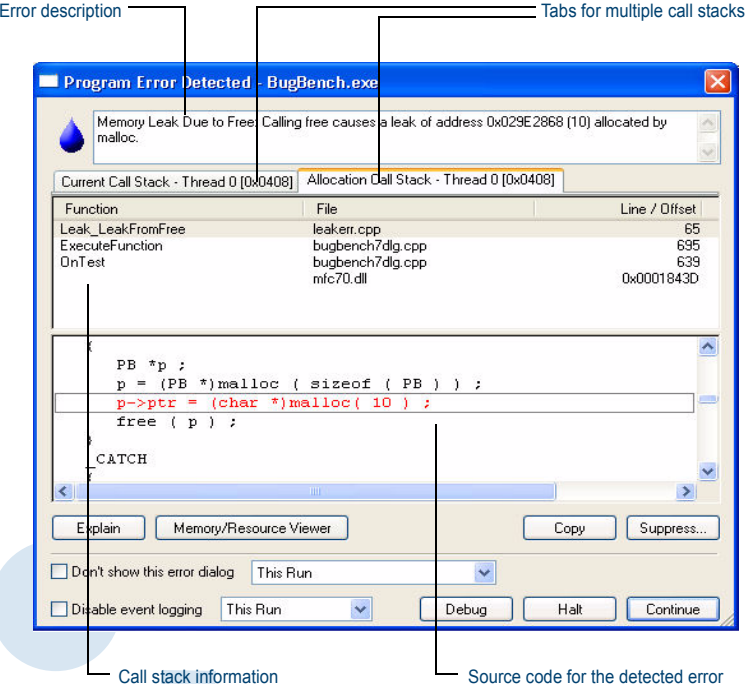 Error description
Tabs for multiple call stacks
Program Error Detected - BugBench.exe
Memory Leak Due to Free: Calling free causes a leak of address 0x029E2868 (10) allocated by
malloc.
Current Call Stack - Thread 0 [0x0408]
Allocation Call Stack - Thread 0 [0x0408]
Function File Line / Offset
Leak_LeakFromFree leakerr.cpp 65
ExecuteFunction bugbench7dlg.cpp 695
OnTest bugbench7dlg.cpp 639
mfc70.dll 0x0001843D
{
PB *p ;
p = (PB *)malloc ( sizeof ( PB ) ) ;
p->ptr = (char *)malloc( 10 ) ;
free ( p ) ;
}
_CATCH
{
Explain Memory/Resource Viewer Copy Suppress...
Don't show this error dialog This Run
Disable event logging This Run Debug Halt Continue
Call stack information
Source code for the detected error